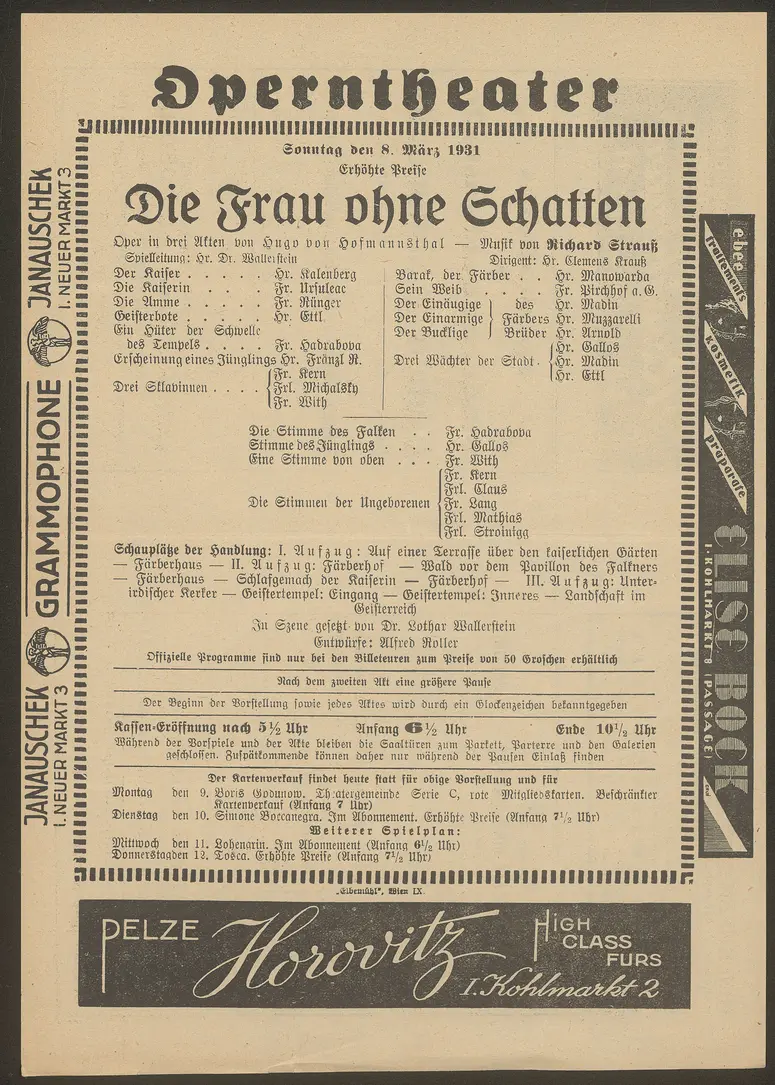 Operntheater
Sonntag den 8. März 1931
Erhöhte Preise
Die Frau ohne Schatten
Oper in drei Akten von Hugo von Hofmannsthal — Musik von Richard Strauß
Spielleitung: Hr. Dr. Wallerstein
Dirigent: Hr. Clemens Krauß
Der Kaiser . . . . . Hr. Kalenberg
Die Kaiserin . . . . Fr. Ursuleac
Die Amme . . . . . Fr. Rünger
Geisterbote . . . . . Hr. Ettl
Ein Hüter der Schwelle
des Tempels . . . . Fr. Hadrabova
Erscheinung eines Jünglings Hr. Fränzl R.
Drei Sklavinnen . . . . { Fr. Kern
Frl. Michalsky
Fr. With
Barak, der Färber . . Hr. Manowarda
Sein Weib . . . . . Fr. Pirchhof a. G.
Der Einäugige } des Hr. Madin
Der Einarmige } Färbers Hr. Muzzarelli
Der Bucklige } Brüder Hr. Arnold
Drei Wächter der Stadt . { Hr. Gallos
Hr. Madin
Hr. Ettl
Die Stimme des Falken . . Fr. Hadrabova
Stimme des Jünglings . . . . Hr. Gallos
Eine Stimme von oben . . . Fr. With
Die Stimmen der Ungeborenen { Fr. Kern
Frl. Claus
Fr. Lang
Frl. Mathias
Frl. Stroinigg
Schauplätze der Handlung: I. Aufzug: Auf einer Terrasse über den kaiserlichen Gärten
— Färberhaus — II. Aufzug: Färberhof — Wald vor dem Pavillon des Falkners
— Färberhaus — Schlafgemach der Kaiserin — Färberhof — III. Aufzug: Unter-
irdischer Kerker — Geistertempel: Eingang — Geistertempel: Inneres — Landschaft im
Geisterreich
In Szene gesetzt von Dr. Lothar Wallerstein
Entwürfe: Alfred Roller
Offizielle Programme sind nur bei den Billeteuren zum Preise von 50 Groschen erhältlich
Nach dem zweiten Akt eine größere Pause
Der Beginn der Vorstellung sowie jedes Aktes wird durch ein Glockenzeichen bekanntgegeben
Kassen-Eröffnung nach 5½ Uhr Anfang 6½ Uhr Ende 10½ Uhr
Während der Vorspiele und der Akte bleiben die Saaltüren zum Parkett, Parterre und den Galerien
geschlossen. Zuspätkommende können daher nur während der Pausen Einlaß finden
Der Kartenverkauf findet heute statt für obige Vorstellung und für
Montag den 9. Boris Godunow. Theatergemeinde Serie C, rote Mitgliedskarten. Beschränkter
Kartenverkauf (Anfang 7 Uhr)
Dienstag den 10. Simone Boccanegra. Im Abonnement. Erhöhte Preise (Anfang 7½ Uhr)
Weiterer Spielplan:
Mittwoch den 11. Lohenarin. Im Abonnement (Anfang 6½ Uhr)
Donnerstag den 12. Tosca. Erhöhte Preise (Anfang 7½ Uhr)
„Elbemühl", Wien IX.
JANAUSCHEK
I. NEUER MARKT 3
GRAMMOPHONE
JANAUSCHEK
I. NEUER MARKT 3
ebee
traitements
kosmetik
präparate
ELISE BOCK
I. KOHLMARKT 8 (PASSAGE)
PELZE
Horovitz
HIGH
CLASS
FURS
I. Kohlmarkt 2